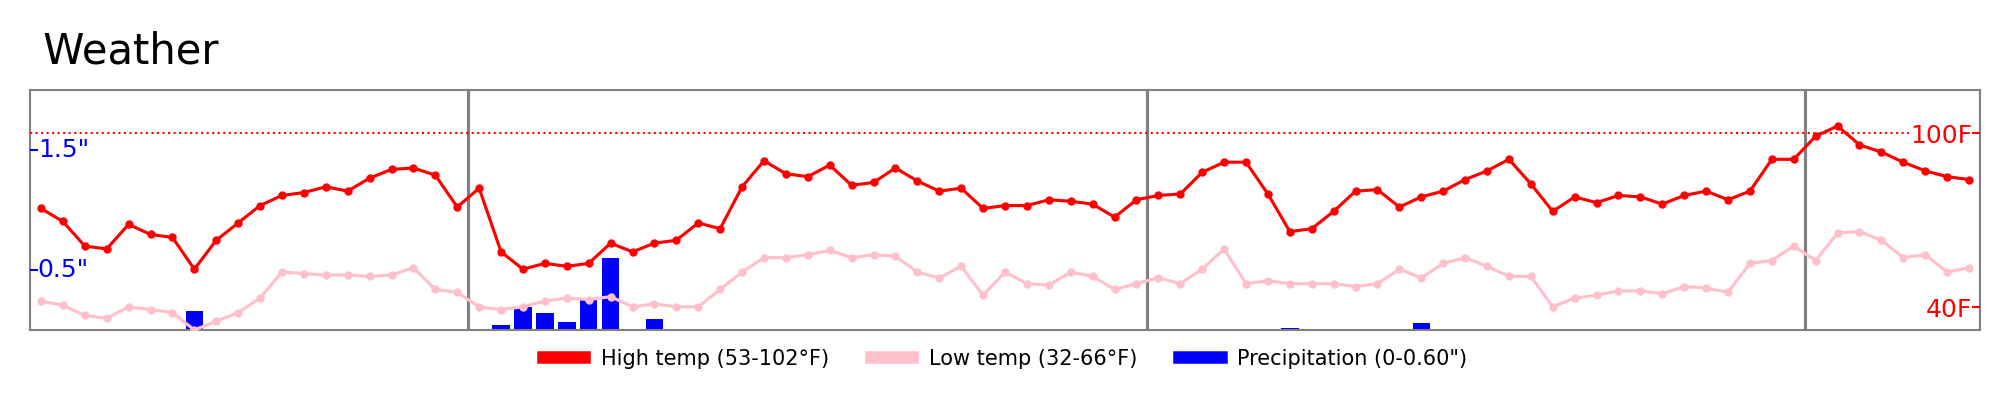 Weather
1.5"
100F
0.5"
40F
High temp (53-102°F)
Low temp (32-66°F)
Precipitation (0-0.60")